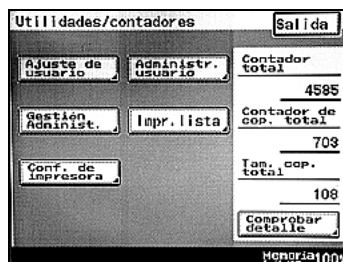 Utilidades/contadores
Salida
Ajuste de
usuario
Administr.
usuario
Contador
total
4585
Gestión
Administ.
Impr.lista
Contador de
cop. total
703
Conf. de
impresora
Tam. cop.
total
108
Comprobar
detalle
Memoria100%